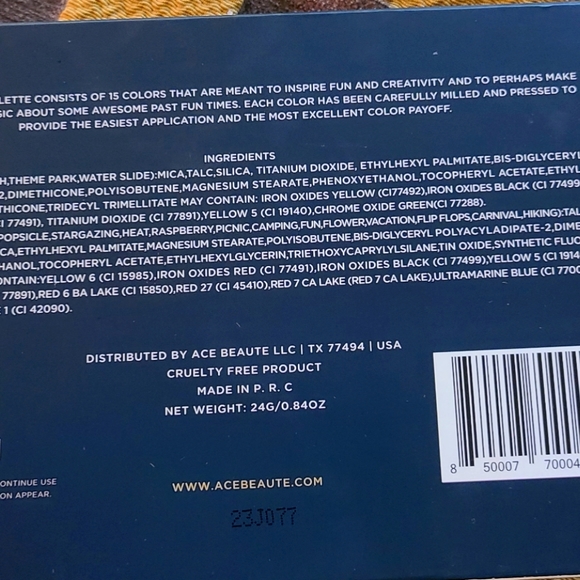 LETTE CONSISTS OF 15 COLORS THAT ARE MEANT TO INSPIRE FUN AND CREATIVITY AND TO PERHAPS MAKE
GIC ABOUT SOME AWESOME PAST FUN TIMES. EACH COLOR HAS BEEN CAREFULLY MILLED AND PRESSED TO
PROVIDE THE EASIEST APPLICATION AND THE MOST EXCELLENT COLOR PAYOFF.
INGREDIENTS
H,THEME PARK,WATER SLIDE):MICA,TALC,SILICA, TITANIUM DIOXIDE, ETHYLHEXYL PALMITATE,BIS-DIGLYCERYL
2,DIMETHICONE,POLYISOBUTENE,MAGNESIUM STEARATE,PHENOXYETHANOL,TOCOPHERYL ACETATE,ETHYL
THICONE,TRIDECYL TRIMELLITATE MAY CONTAIN: IRON OXIDES YELLOW (CI77492),IRON OXIDES BLACK (CI 77499
I 77491), TITANIUM DIOXIDE (CI 77891),YELLOW 5 (CI 19140),CHROME OXIDE GREEN(CI 77288).
POPSICLE,STARGAZING,HEAT,RASPBERRY,PICNIC,CAMPING,FUN,FLOWER,VACATION,FLIP FLOPS,CARNIVAL,HIKING):TAL
CA,ETHYLHEXYL PALMITATE,MAGNESIUM STEARATE,POLYISOBUTENE,BIS-DIGLYCERYL POLYACYLADIPATE-2,DIME
HANOL,TOCOPHERYL ACETATE,ETHYLHEXYLGLYCERIN,TRIETHOXYCAPRYLYLSILANE,TIN OXIDE,SYNTHETIC FLUO
ONTAIN:YELLOW 6 (CI 15985),IRON OXIDES RED (CI 77491),IRON OXIDES BLACK (CI 77499),YELLOW 5 (CI 1914
77891),RED 6 BA LAKE (CI 15850),RED 27 (CI 45410),RED 7 CA LAKE (RED 7 CA LAKE),ULTRAMARINE BLUE (CI 7700
1 (CI 42090).
DISTRIBUTED BY ACE BEAUTE LLC | TX 77494 | USA
CRUELTY FREE PRODUCT
MADE IN P. R. C
NET WEIGHT: 24G/0.84OZ
8 50007 70004
ONTINUE USE
ON APPEAR.
WWW.ACEBEAUTE.COM
23J077